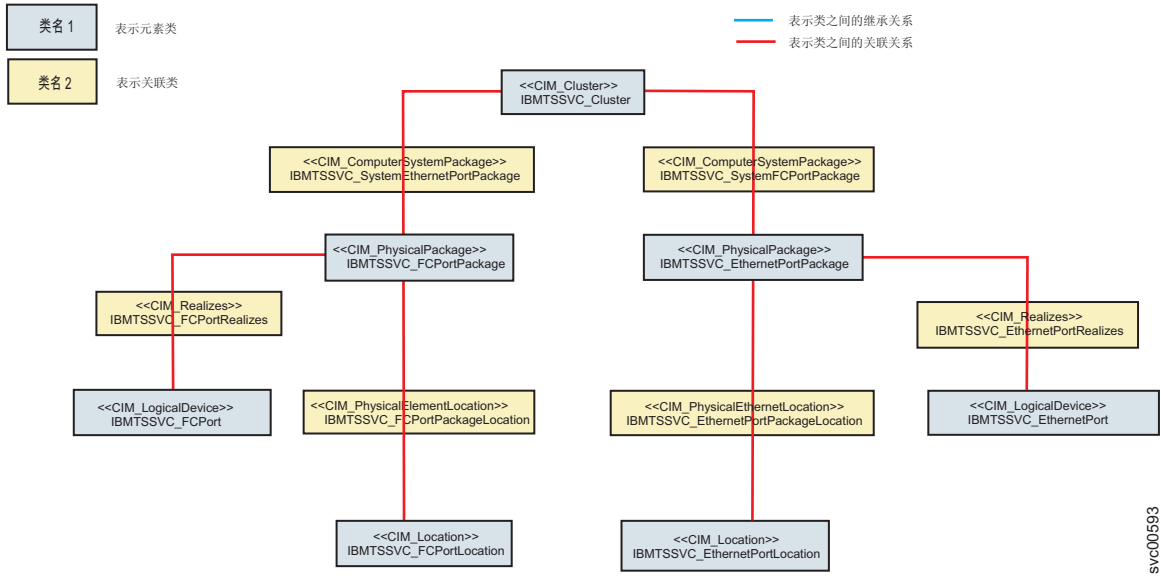 类名 1
表示元素类
类名 2
表示关联类
表示类之间的继承关系
表示类之间的关联关系
<<CIM_Cluster>>
IBMTSSVC_Cluster
<<CIM_ComputerSystemPackage>>
IBMTSSVC_SystemEthernetPortPackage
<<CIM_ComputerSystemPackage>>
IBMTSSVC_SystemFCPortPackage
<<CIM_PhysicalPackage>>
IBMTSSVC_FCPortPackage
<<CIM_PhysicalPackage>>
IBMTSSVC_EthernetPortPackage
<<CIM_Realizes>>
IBMTSSVC_FCPortRealizes
<<CIM_Realizes>>
IBMTSSVC_EthernetPortRealizes
<<CIM_LogicalDevice>>
IBMTSSVC_FCPort
<<CIM_PhysicalElementLocation>>
IBMTSSVC_FCPortPackageLocation
<<CIM_PhysicalEthernetLocation>>
IBMTSSVC_EthernetPortPackageLocation
<<CIM_LogicalDevice>>
IBMTSSVC_EthernetPort
<<CIM_Location>>
IBMTSSVC_FCPortLocation
<<CIM_Location>>
IBMTSSVC_EthernetPortLocation
svc00593